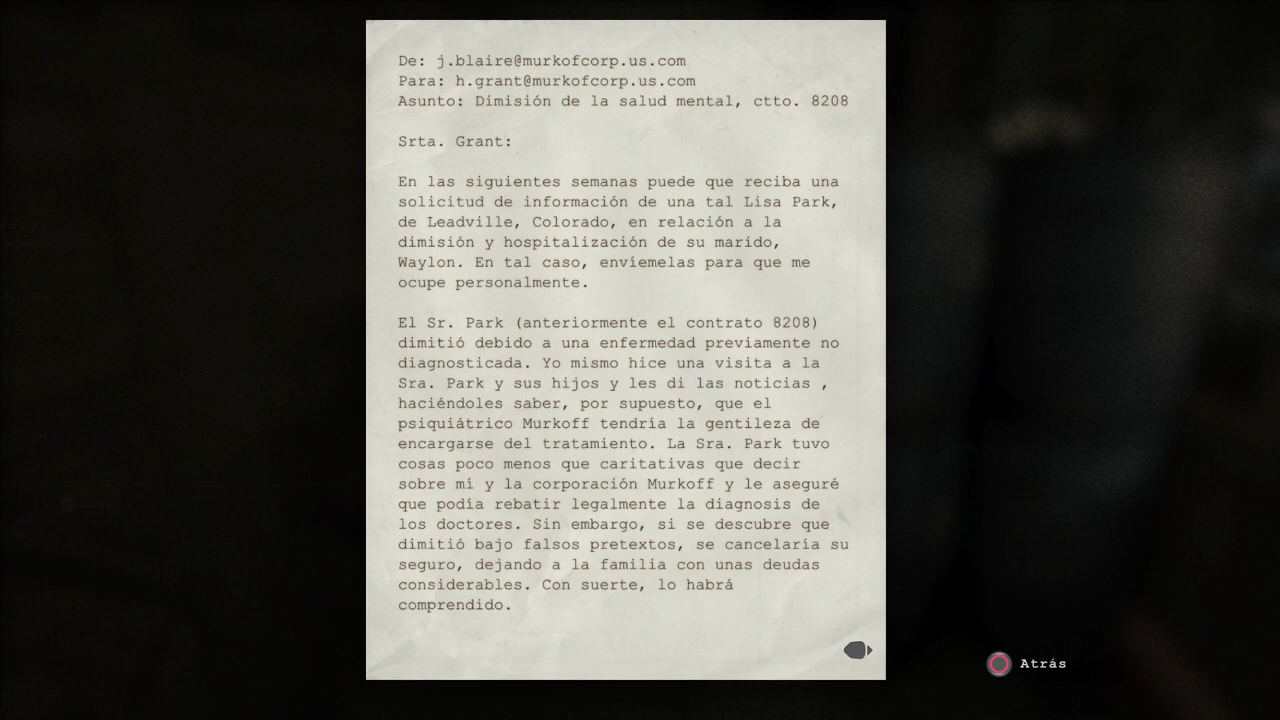 De: j.blaire@murkofcorp.us.com
Para: h.grant@murkofcorp.us.com
Asunto: Dimisión de la salud mental, ctto. 8208
Srta. Grant:
En las siguientes semanas puede que reciba una
solicitud de información de una tal Lisa Park,
de Leadville, Colorado, en relación a la
dimisión y hospitalización de su marido,
Waylon. En tal caso, envíemelas para que me
ocupe personalmente.
El Sr. Park (anteriormente el contrato 8208)
dimitió debido a una enfermedad previamente no
diagnosticada. Yo mismo hice una visita a la
Sra. Park y sus hijos y les di las noticias ,
haciéndoles saber, por supuesto, que el
psiquiátrico Murkoff tendría la gentileza de
encargarse del tratamiento. La Sra. Park tuvo
cosas poco menos que caritativas que decir
sobre mí y la corporación Murkoff y le aseguré
que podía rebatir legalmente la diagnosis de
los doctores. Sin embargo, si se descubre que
dimitió bajo falsos pretextos, se cancelaría su
seguro, dejando a la familia con unas deudas
considerables. Con suerte, lo habrá
comprendido.
Atrás